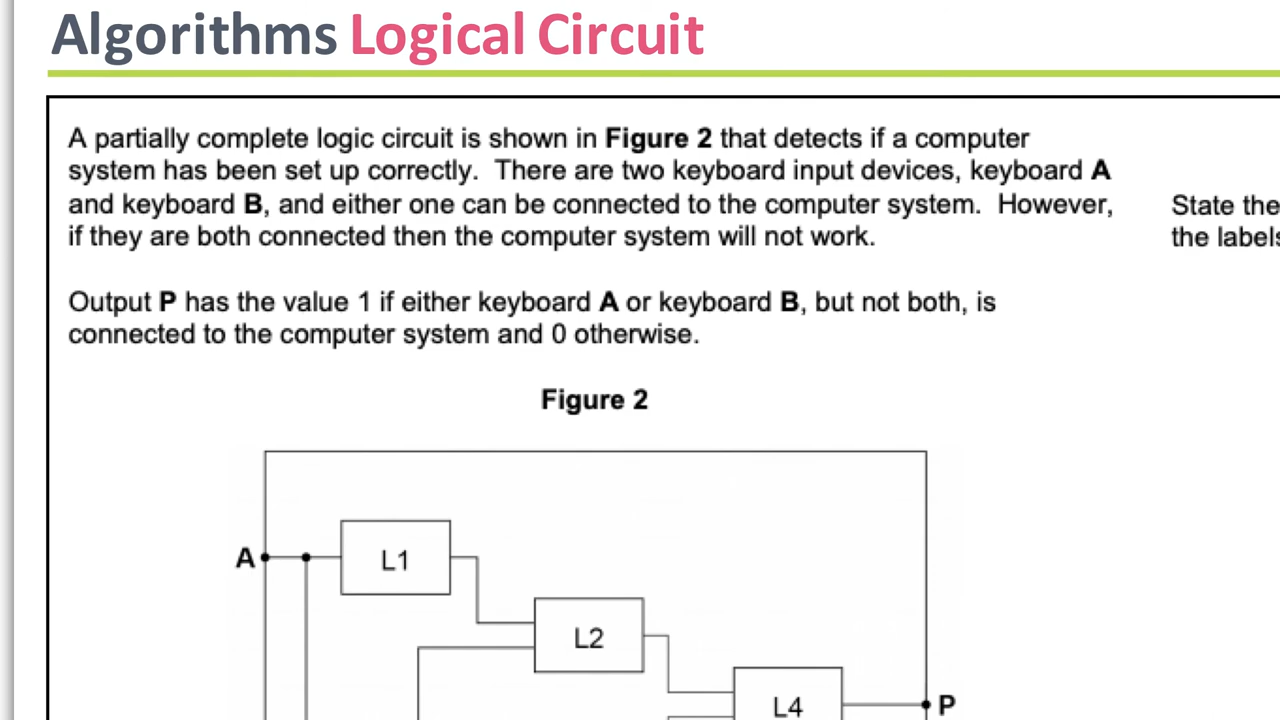 Algorithms Logical Circuit
A partially complete logic circuit is shown in Figure 2 that detects if a computer
system has been set up correctly. There are two keyboard input devices, keyboard A
and keyboard B, and either one can be connected to the computer system. However,
if they are both connected then the computer system will not work.
State the
the labels
Output P has the value 1 if either keyboard A or keyboard B, but not both, is
connected to the computer system and 0 otherwise.
Figure 2
A
L1
L2
L4
P